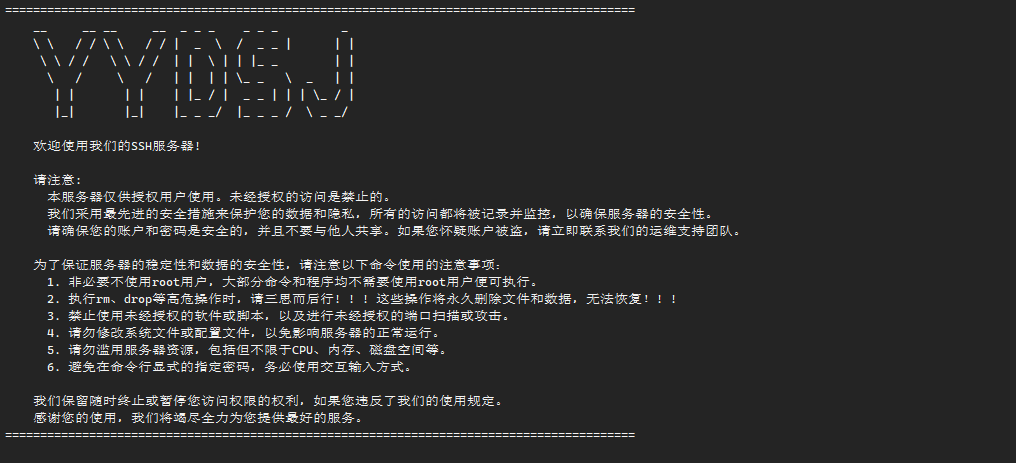 ==========================================================================================
YYDSJ
欢迎使用我们的SSH服务器!
请注意:
本服务器仅供授权用户使用。未经授权的访问是禁止的。
我们采用最先进的安全措施来保护您的数据和隐私，所有的访问都将被记录并监控，以确保服务器的安全性。
请确保您的账户和密码是安全的，并且不要与他人共享。如果您怀疑账户被盗，请立即联系我们的运维支持团队。
为了保证服务器的稳定性和数据的安全性，请注意以下命令使用的注意事项:
1. 非必要不使用root用户，大部分命令和程序均不需要使用root用户便可执行。
2. 执行rm、drop等高危操作时，请三思而后行！！！这些操作将永久删除文件和数据，无法恢复！！！
3. 禁止使用未经授权的软件或脚本，以及进行未经授权的端口扫描或攻击。
4. 请勿修改系统文件或配置文件，以免影响服务器的正常运行。
5. 请勿滥用服务器资源，包括但不限于CPU、内存、磁盘空间等。
6. 避免在命令行显式的指定密码，务必使用交互输入方式。
我们保留随时终止或暂停您访问权限的权利，如果您违反了我们的使用规定。
感谢您的使用，我们将竭尽全力为您提供最好的服务。
==========================================================================================